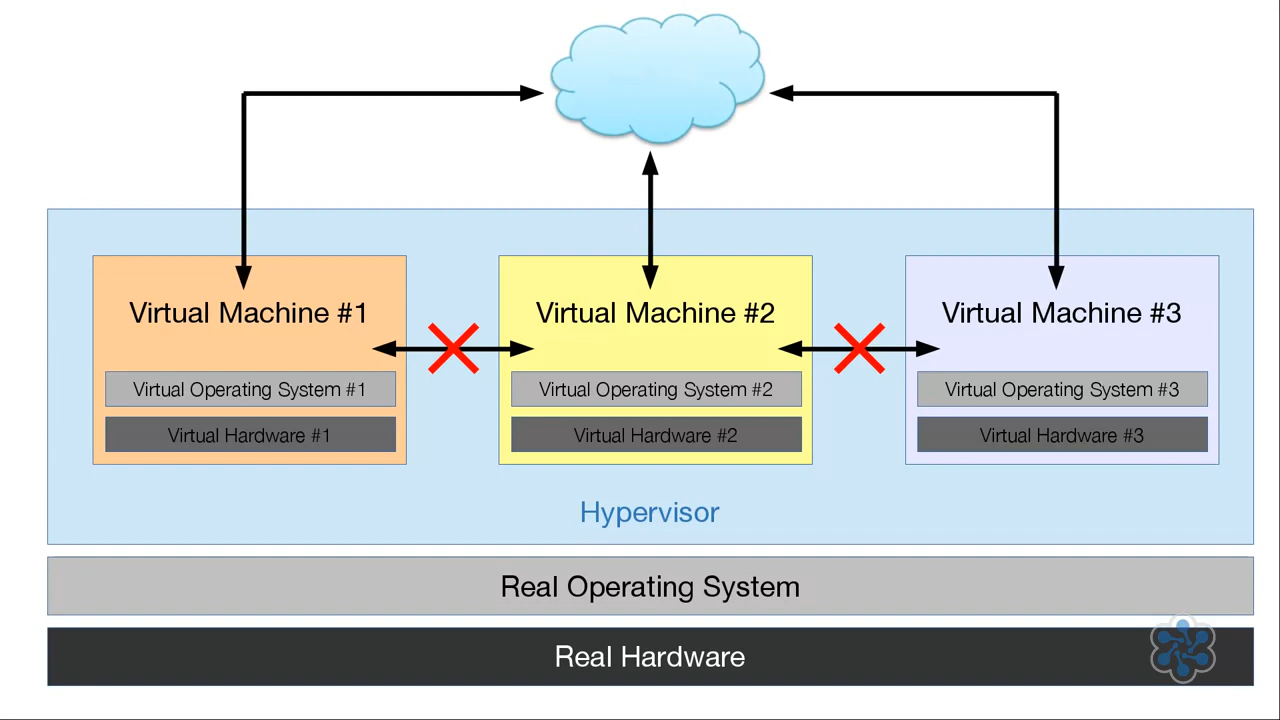 Virtual Machine #1
Virtual Machine #2
Virtual Machine #3
Virtual Operating System #1
Virtual Operating System #2
Virtual Operating System #3
Virtual Hardware #1
Virtual Hardware #2
Virtual Hardware #3
Hypervisor
Real Operating System
Real Hardware